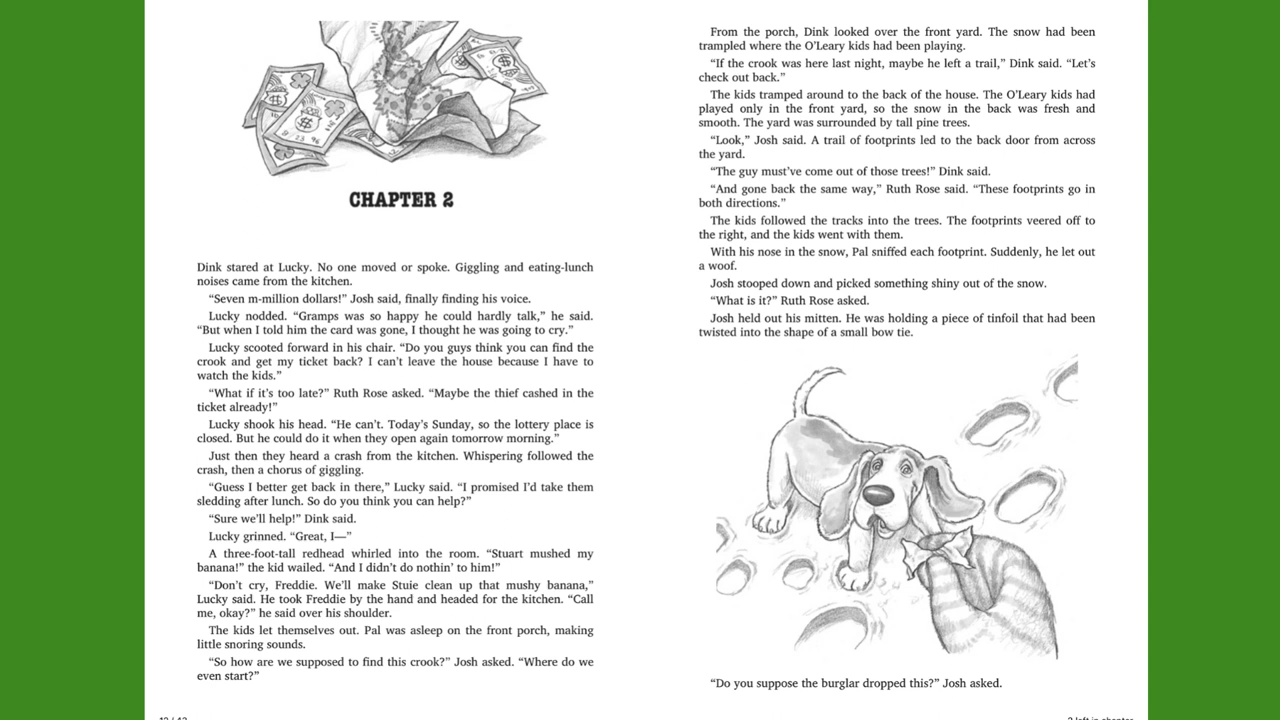 CHAPTER 2
Dink stared at Lucky. No one moved or spoke. Giggling and eating-lunch
noises came from the kitchen.
“Seven m-million dollars!” Josh said, finally finding his voice.
Lucky nodded. “Gramps was so happy he could hardly talk,” he said.
“But when I told him the card was gone, I thought he was going to cry.”
Lucky scooted forward in his chair. “Do you guys think you can find the
crook and get my ticket back? I can’t leave the house because I have to
watch the kids.”
“What if it’s too late?” Ruth Rose asked. “Maybe the thief cashed in the
ticket already!”
Lucky shook his head. “He can’t. Today’s Sunday, so the lottery place is
closed. But he could do it when they open again tomorrow morning.”
Just then they heard a crash from the kitchen. Whispering followed the
crash, then a chorus of giggling.
“Guess I better get back in there,” Lucky said. “I promised I’d take them
sledding after lunch. So do you think you can help?”
“Sure we’ll help!” Dink said.
Lucky grinned. “Great, I—”
A three-foot-tall redhead whirled into the room. “Stuart mushed my
banana!” the kid wailed. “And I didn’t do nothin’ to him!”
“Don’t cry, Freddie. We’ll make Stuie clean up that mushy banana,”
Lucky said. He took Freddie by the hand and headed for the kitchen. “Call
me, okay?” he said over his shoulder.
The kids let themselves out. Pal was asleep on the front porch, making
little snoring sounds.
“So how are we supposed to find this crook?” Josh asked. “Where do we
even start?”
From the porch, Dink looked over the front yard. The snow had been
trampled where the O’Leary kids had been playing.
“If the crook was here last night, maybe he left a trail,” Dink said. “Let’s
check out back.”
The kids tramped around to the back of the house. The O’Leary kids had
played only in the front yard, so the snow in the back was fresh and
smooth. The yard was surrounded by tall pine trees.
“Look,” Josh said. A trail of footprints led to the back door from across
the yard.
“The guy must’ve come out of those trees!” Dink said.
“And gone back the same way,” Ruth Rose said. “These footprints go in
both directions.”
The kids followed the tracks into the trees. The footprints veered off to
the right, and the kids went with them.
With his nose in the snow, Pal sniffed each footprint. Suddenly, he let out
a woof.
Josh stooped down and picked something shiny out of the snow.
“What is it?” Ruth Rose asked.
Josh held out his mitten. He was holding a piece of tinfoil that had been
twisted into the shape of a small bow tie.
“Do you suppose the burglar dropped this?” Josh asked.